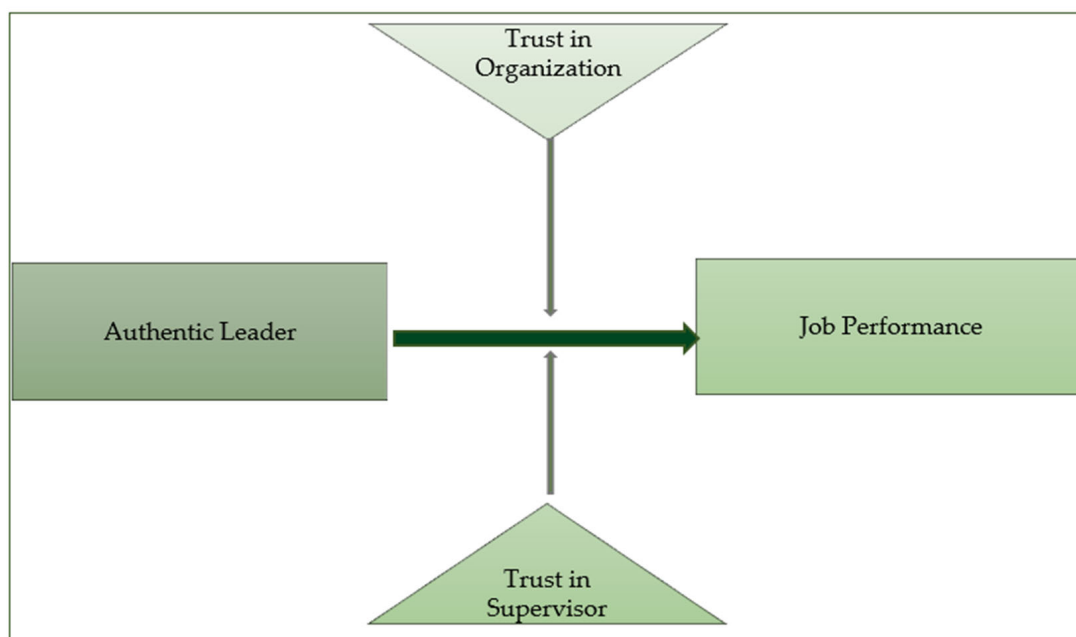 Trust in
Organization
Authentic Leader
Job Performance
Trust in
Supervisor